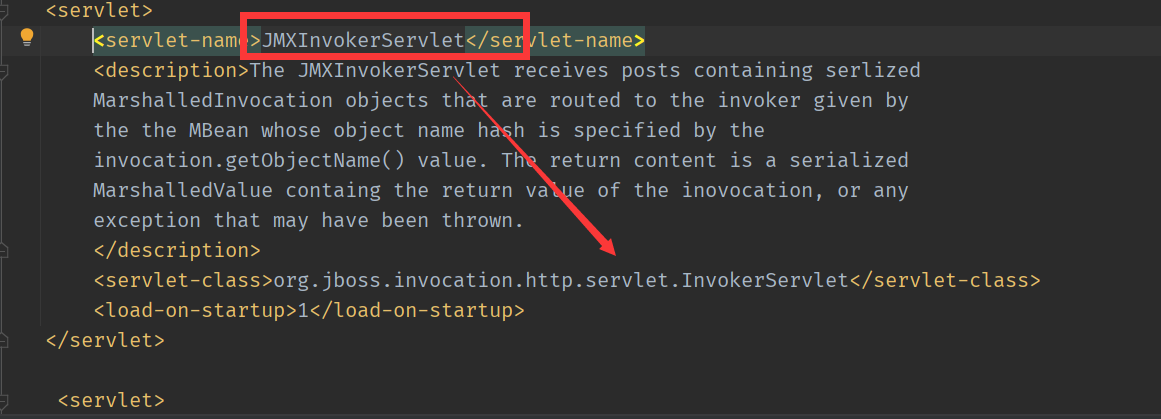 <servlet>
<servlet-name>JMXInvokerServlet</servlet-name>
<description>The JMXInvokerServlet receives posts containing serlized
MarshalledInvocation objects that are routed to the invoker given by
the the MBean whose object name hash is specified by the
invocation.getObjectName() value. The return content is a serialized
MarshalledValue containg the return value of the inovocation, or any
exception that may have been thrown.
</description>
<servlet-class>org.jboss.invocation.http.servlet.InvokerServlet</servlet-class>
<load-on-startup>1</load-on-startup>
</servlet>
<servlet>